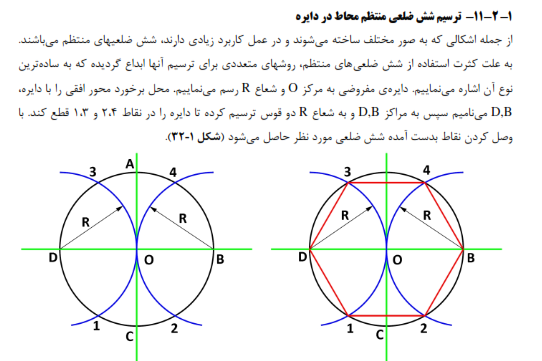 ۱-۲-۱۱- ترسیم شش ضلعی منتظم محاط در دایره
از جمله اشکالی که به صور مختلف ساخته می‌شوند و در عمل کاربرد زیادی دارند، شش ضلعیهای منتظم می‌باشند.
به علت کثرت استفاده از شش ضلعی‌های منتظم، روشهای متعددی برای ترسیم آنها ابداع گردیده که به ساده‌ترین
نوع آن اشاره می‌نماییم. دایره‌ی مفروضی به مرکز O و شعاع R رسم می‌نماییم. محل برخورد محور افقی را با دایره،
D,B می‌نامیم سپس به مراکز D,B و به شعاع R دو قوس ترسیم کرده تا دایره را در نقاط ۲،۴ و ۱،۳ قطع کند. با
وصل کردن نقاط بدست آمده شش ضلعی مورد نظر حاصل می‌شود (شکل ۱-۳۲).
A
3 4
R R
D O B
1 2
C
3 4
R R
D O B
1 2
C